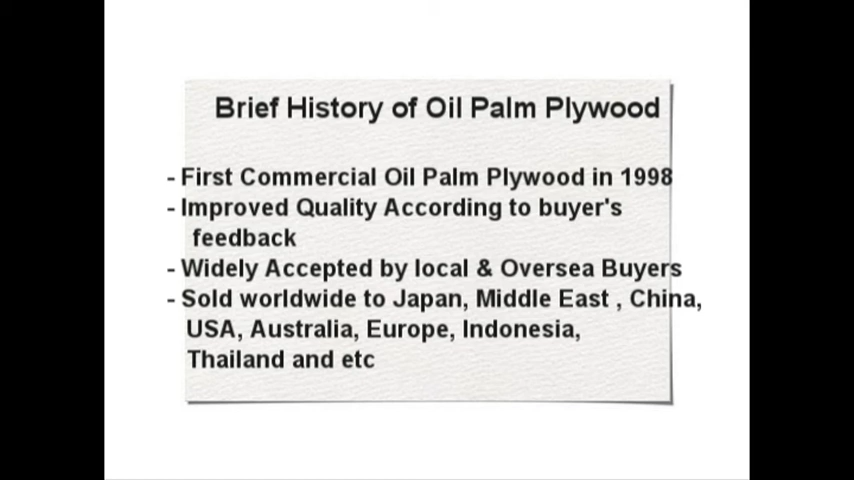 Brief History of Oil Palm Plywood
- First Commercial Oil Palm Plywood in 1998
- Improved Quality According to buyer's
feedback
- Widely Accepted by local & Oversea Buyers
- Sold worldwide to Japan, Middle East , China,
USA, Australia, Europe, Indonesia,
Thailand and etc